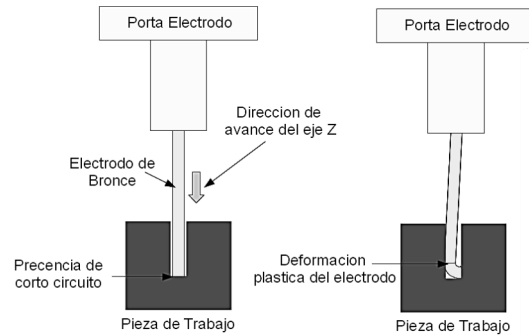 Porta Electrodo
Direccion de
avance del eje Z
Electrodo de
Bronce
Precencia de
corto circuito
Pieza de Trabajo
Porta Electrodo
Deformacion
plastica del electrodo
Pieza de Trabajo